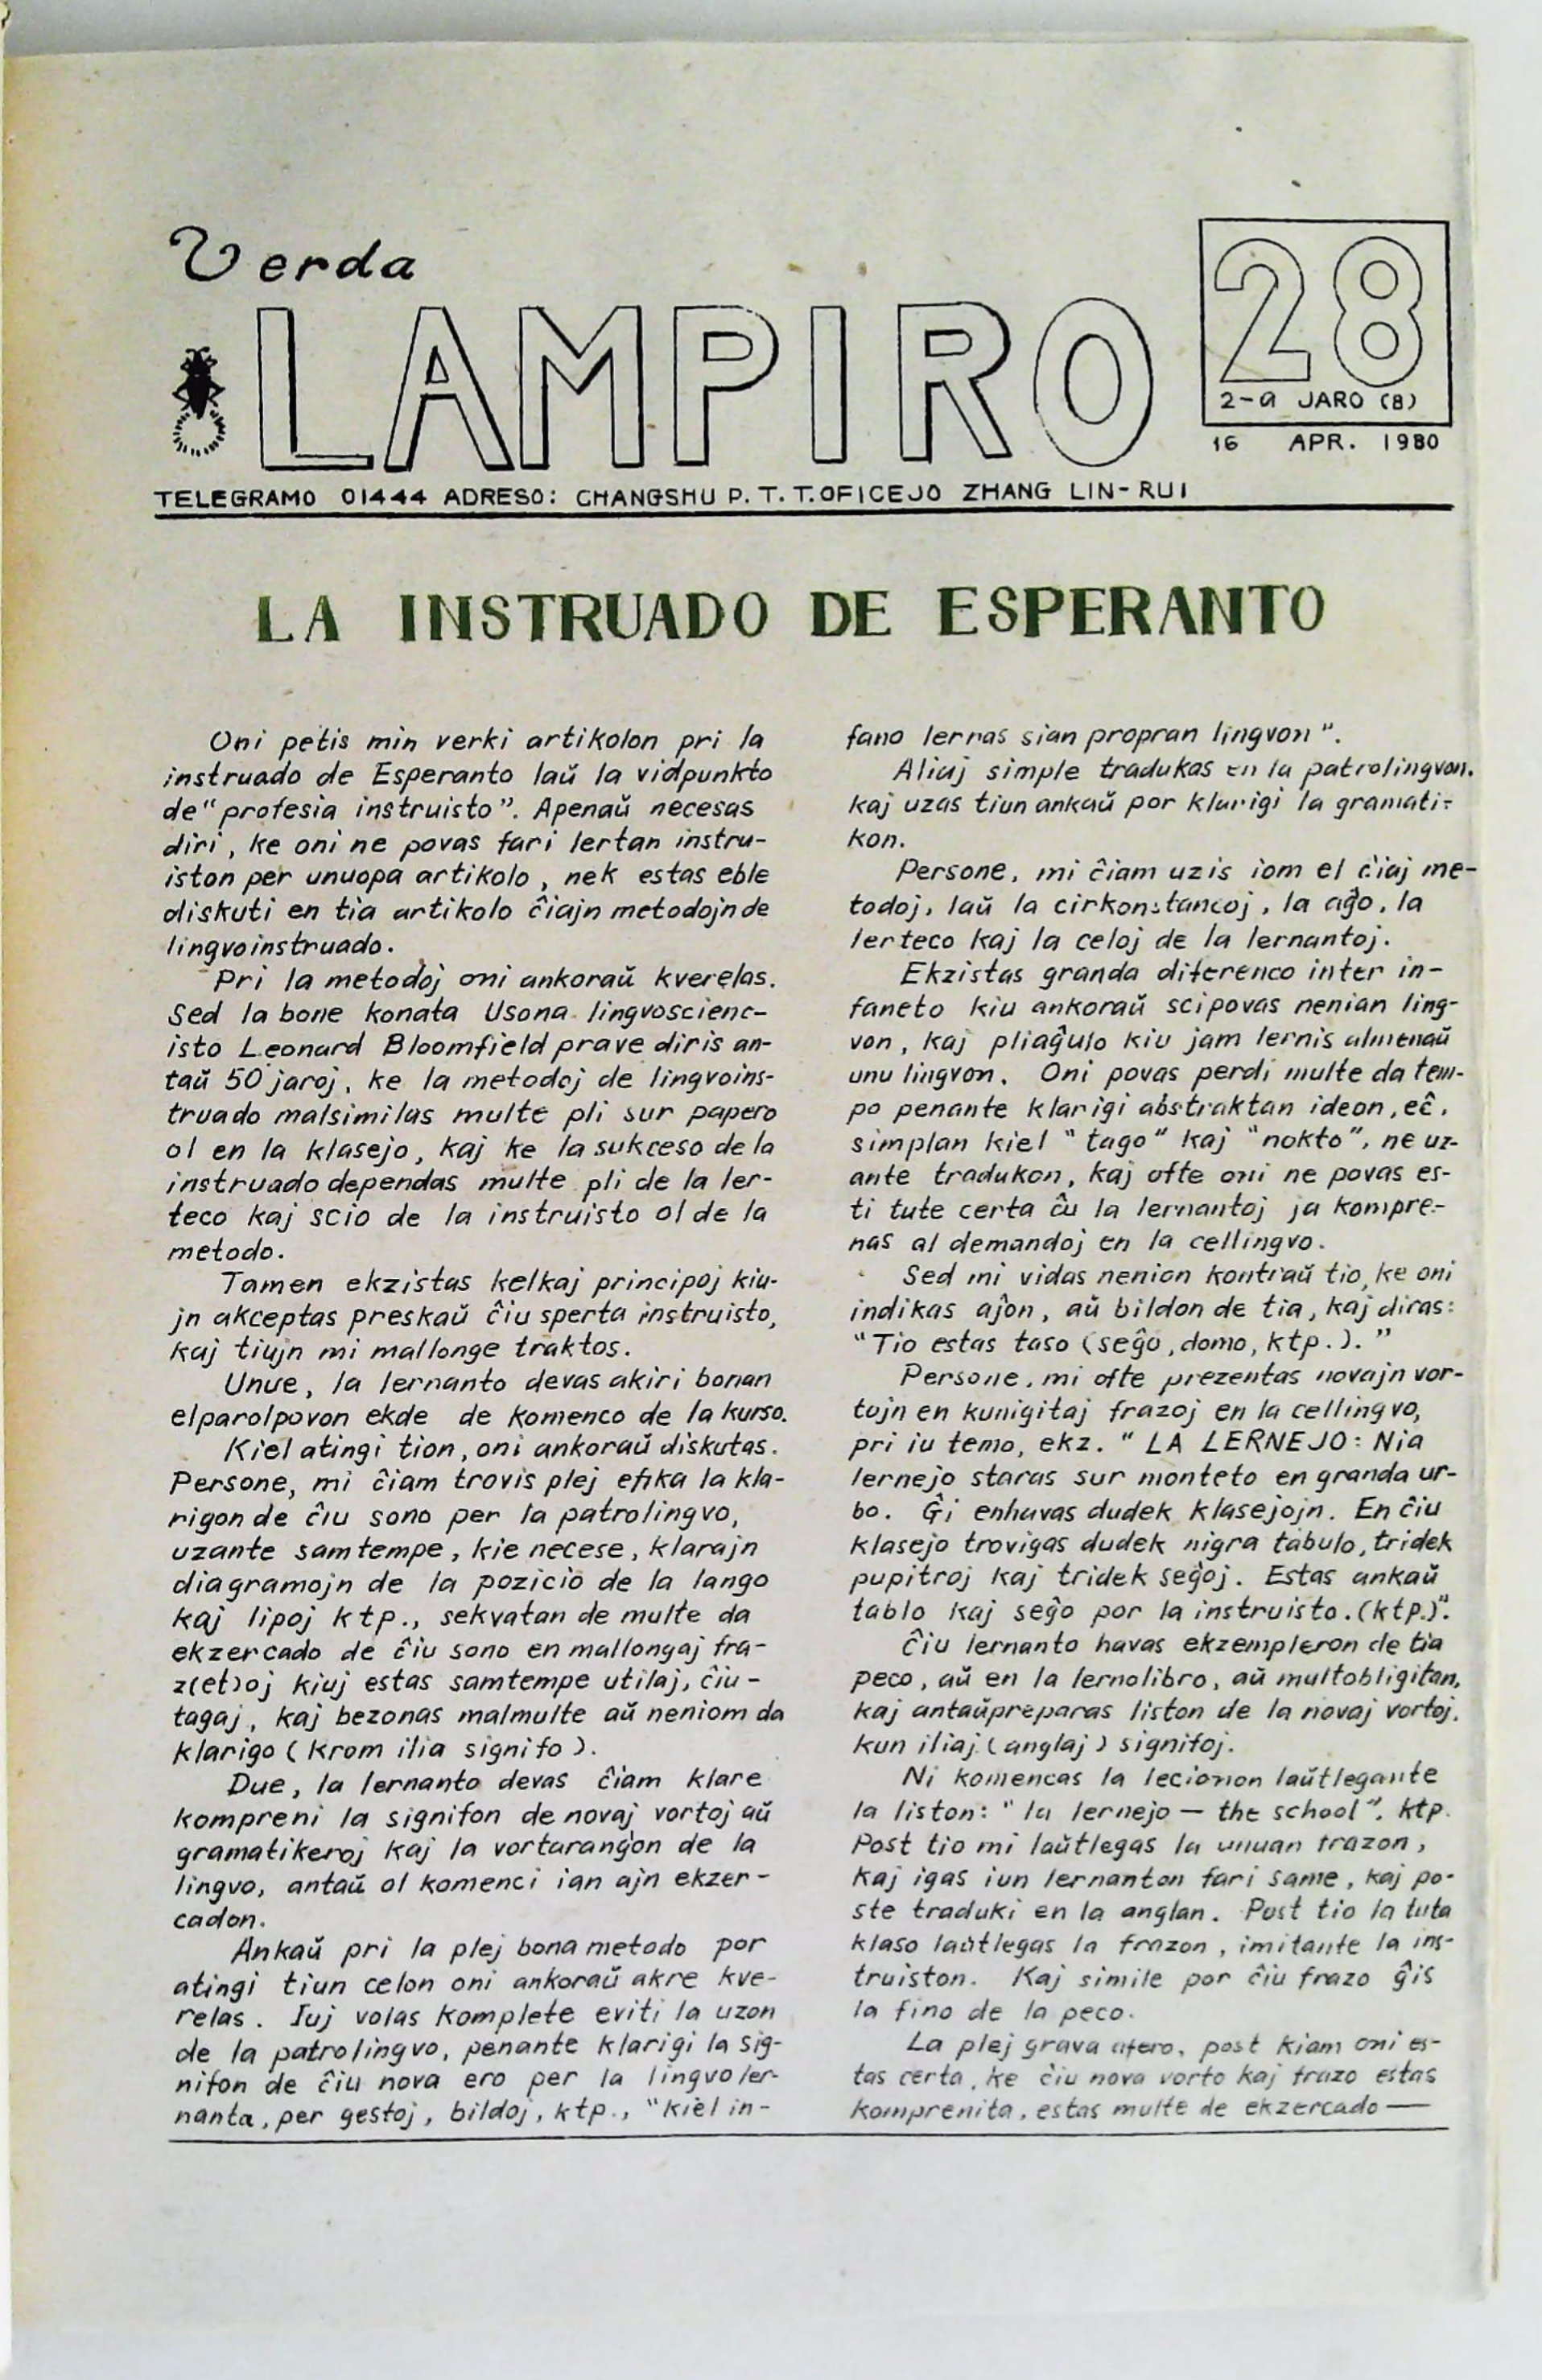 Verda
LAMPIRO
28
2-a JARO (8)
16 APR. 1980
TELEGRAMO 01444 ADRESO: CHANGSHU P.T.T.OFICEJO ZHANG LIN-RUI
LA INSTRUADO DE ESPERANTO
Oni petis min verki artikolon pri la
instruado de Esperanto laŭ la vidpunkto
de "profesia instruisto". Apenaŭ necesas
diri, ke oni ne povas fari lertan instru-
iston per unuopa artikolo, nek estas eble
diskuti en tia artikolo ĉiajn metodojn de
lingvoinstruado.
Pri la metodoj oni ankoraŭ kverelas.
Sed la bone konata Usona lingvoscienc-
isto Leonard Bloomfield prave diris an-
taŭ 50 jaroj, ke la metodoj de lingvoins-
truado malsimilas multe pli sur papero
ol en la klasejo, kaj ke la sukceso de la
instruado dependas multe pli de la ler-
teco kaj scio de la instruisto ol de la
metodo.
Tamen ekzistas kelkaj principoj kiu-
jn akceptas preskaŭ ĉiu sperta instruisto,
kaj tiujn mi mallonge traktos.
Unue, la lernanto devas akiri bonan
elparolpovon ekde de komenco de la kurso.
Kiel atingi tion, oni ankoraŭ diskutas.
Persone, mi ĉiam trovis plej efika la kla-
rigon de ĉiu sono per la patrolingvo,
uzante samtempe, kie necese, klarajn
diagramojn de la pozicio de la lango
kaj lipoj ktp., sekvatan de multe da
ekzercado de ĉiu sono en mallongaj fra-
z(et)oj kiuj estas samtempe utilaj, ĉiu-
tagaj, kaj bezonas malmulte aŭ neniom da
klarigo (krom ilia signifo).
Due, la lernanto devas ĉiam klare
kompreni la signifon de novaj vortoj aŭ
gramatikeroj kaj la vortaranĝon de la
lingvo, antaŭ ol komenci ian ajn ekzer-
cadon.
Ankaŭ pri la plej bona metodo por
atingi tiun celon oni ankoraŭ akre kve-
relas. Iuj volas komplete eviti la uzon
de la patrolingvo, penante klarigi la sig-
nifon de ĉiu nova ero per la lingvo ler-
nanta, per gestoj, bildoj, ktp., "kiel in-
fano lernas sian propran lingvon".
Aliaj simple tradukas en la patrolingvon,
kaj uzas tiun ankaŭ por klarigi la gramati-
kon.
Persone, mi ĉiam uzis iom el ĉiaj me-
todoj, laŭ la cirkonstancoj, la aĝo, la
lerteco kaj la celoj de la lernantoj.
Ekzistas granda diferenco inter in-
faneto kiu ankoraŭ scipovas nenian ling-
von, kaj pliaĝulo kiu jam lernis almenaŭ
unu lingvon. Oni povas perdi multe da tem-
po penante klarigi abstraktan ideon, eĉ,
simplan kiel "tago" kaj "nokto", ne uz-
ante tradukon, kaj ofte oni ne povas es-
ti tute certa ĉu la lernantoj ja kompre-
nas al demandoj en la cellingvo.
Sed mi vidas nenion kontraŭ tio, ke oni
indikas aĵon, aŭ bildon de tia, kaj diras:
"Tio estas taso (seĝo, domo, ktp.)."
Persone, mi ofte prezentas novajn vor-
tojn en kunigitaj frazoj en la cellingvo,
pri iu temo, ekz. "LA LERNEJO: Nia
lernejo staras sur monteto en granda ur-
bo. Ĝi enhavas dudek klasejojn. En ĉiu
klasejo trovigas dudek nigra tabulo, tridek
pupitroj kaj tridek seĝoj. Estas ankaŭ
tablo kaj seĝo por la instruisto. (ktp.)".
Ĉiu lernanto havas ekzempleron de tia
peco, aŭ en la lernolibro, aŭ multobligitan,
kaj antaŭpreparas liston de la novaj vortoj,
kun iliaj (anglaj) signifoj.
Ni komencas la lecionon laŭtlegante
la liston: "la lernejo — the school", ktp.
Post tio mi laŭtlegas la unuan frazon,
kaj igas iun lernanton fari same, kaj po-
ste traduki en la anglan. Post tio la tuta
klaso laŭtlegas la frazon, imitante la ins-
truiston. Kaj simile por ĉiu frazo ĝis
la fino de la peco.
La plej grava afero, post kiam oni es-
tas certa, ke ĉiu nova vorto kaj frazo estas
komprenita, estas multe de ekzercado —